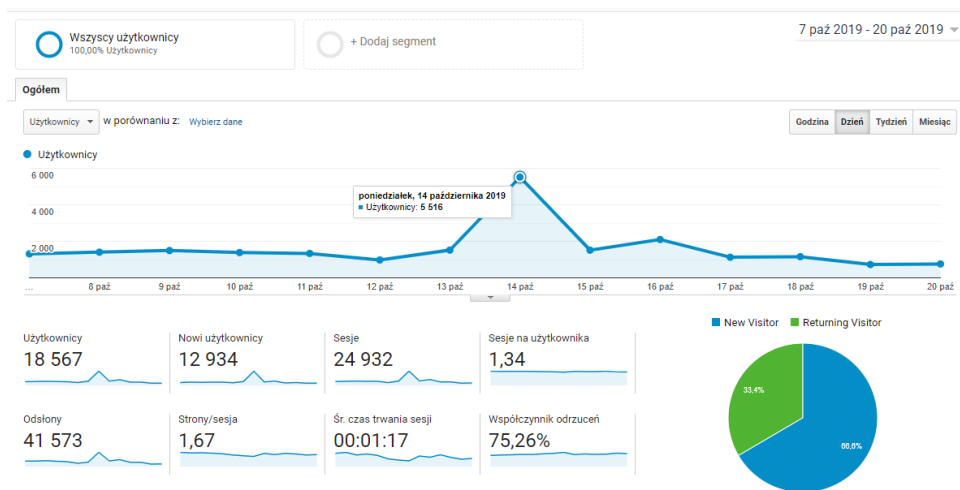 Wszyscy użytkownicy
100,00% Użytkownicy
+ Dodaj segment
7 paź 2019 - 20 paź 2019
Ogółem
Użytkownicy
w porównaniu z:
Wybierz dane
Godzina
Dzień
Tydzień
Miesiąc
Użytkownicy
6 000
4 000
2 000
poniedziałek, 14 października 2019
Użytkownicy: 5 516
...
8 paź
9 paź
10 paź
11 paź
12 paź
13 paź
14 paź
15 paź
16 paź
17 paź
18 paź
19 paź
20 paź
New Visitor
Returning Visitor
Użytkownicy
18 567
Nowi użytkownicy
12 934
Sesje
24 932
Sesje na użytkownika
1,34
Odsłony
41 573
Strony/sesja
1,67
Śr. czas trwania sesji
00:01:17
Współczynnik odrzuceń
75,26%
33,4%
66,6%